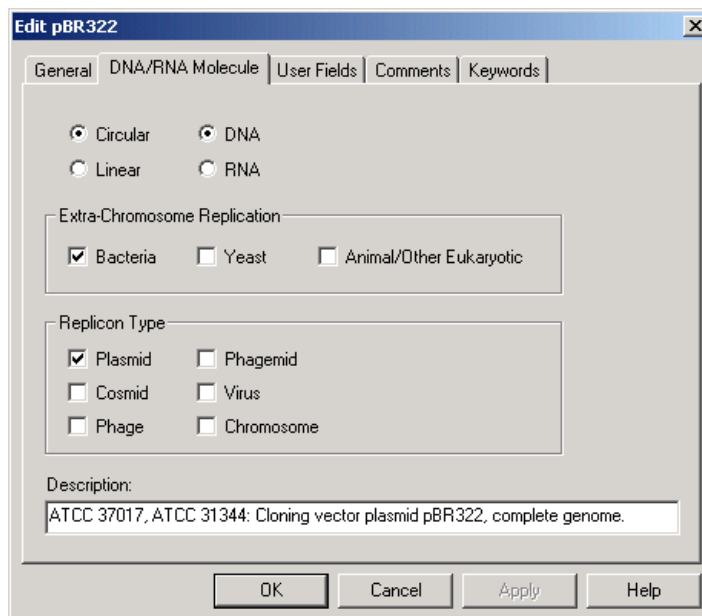 Edit pBR322
General DNA/RNA Molecule User Fields Comments Keywords
Circular DNA
Linear RNA
Extra-Chromosome Replication
Bacteria Yeast Animal/Other Eukaryotic
Replicon Type
Plasmid Phagemid
Cosmid Virus
Phage Chromosome
Description:
ATCC 37017, ATCC 31344: Cloning vector plasmid pBR322, complete genome.
OK Cancel Apply Help